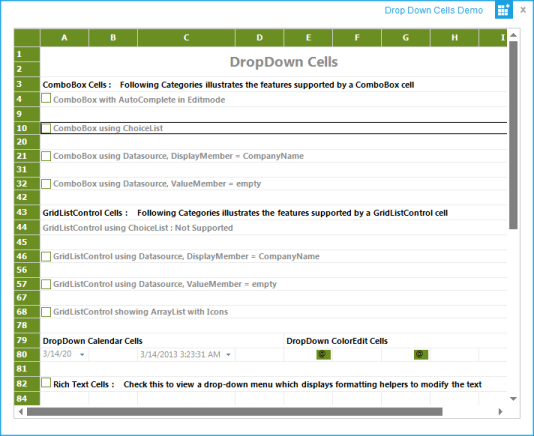 Drop Down Cells Demo
x
A B C D E F G H I
1
2 DropDown Cells
3 ComboBox Cells : Following Categories illustrates the features supported by a ComboBox cell
4 ComboBox with AutoComplete in Editmode
9
10 ComboBox using ChoiceList
20
21 ComboBox using Datasource, DisplayMember = CompanyName
31
32 ComboBox using Datasource, ValueMember = empty
42
43 GridListControl Cells : Following Categories illustrates the features supported by a GridListControl cell
44 GridListControl using ChoiceList : Not Supported
45
46 GridListControl using Datasource, DisplayMember = CompanyName
56
57 GridListControl using Datasource, ValueMember = empty
67
68 GridListControl showing ArrayList with Icons
78
79 DropDown Calendar Cells DropDown ColorEdit Cells
80 3/14/20 3/14/2013 3:23:31 AM
81
82 Rich Text Cells : Check this to view a drop-down menu which displays formatting helpers to modify the text
84